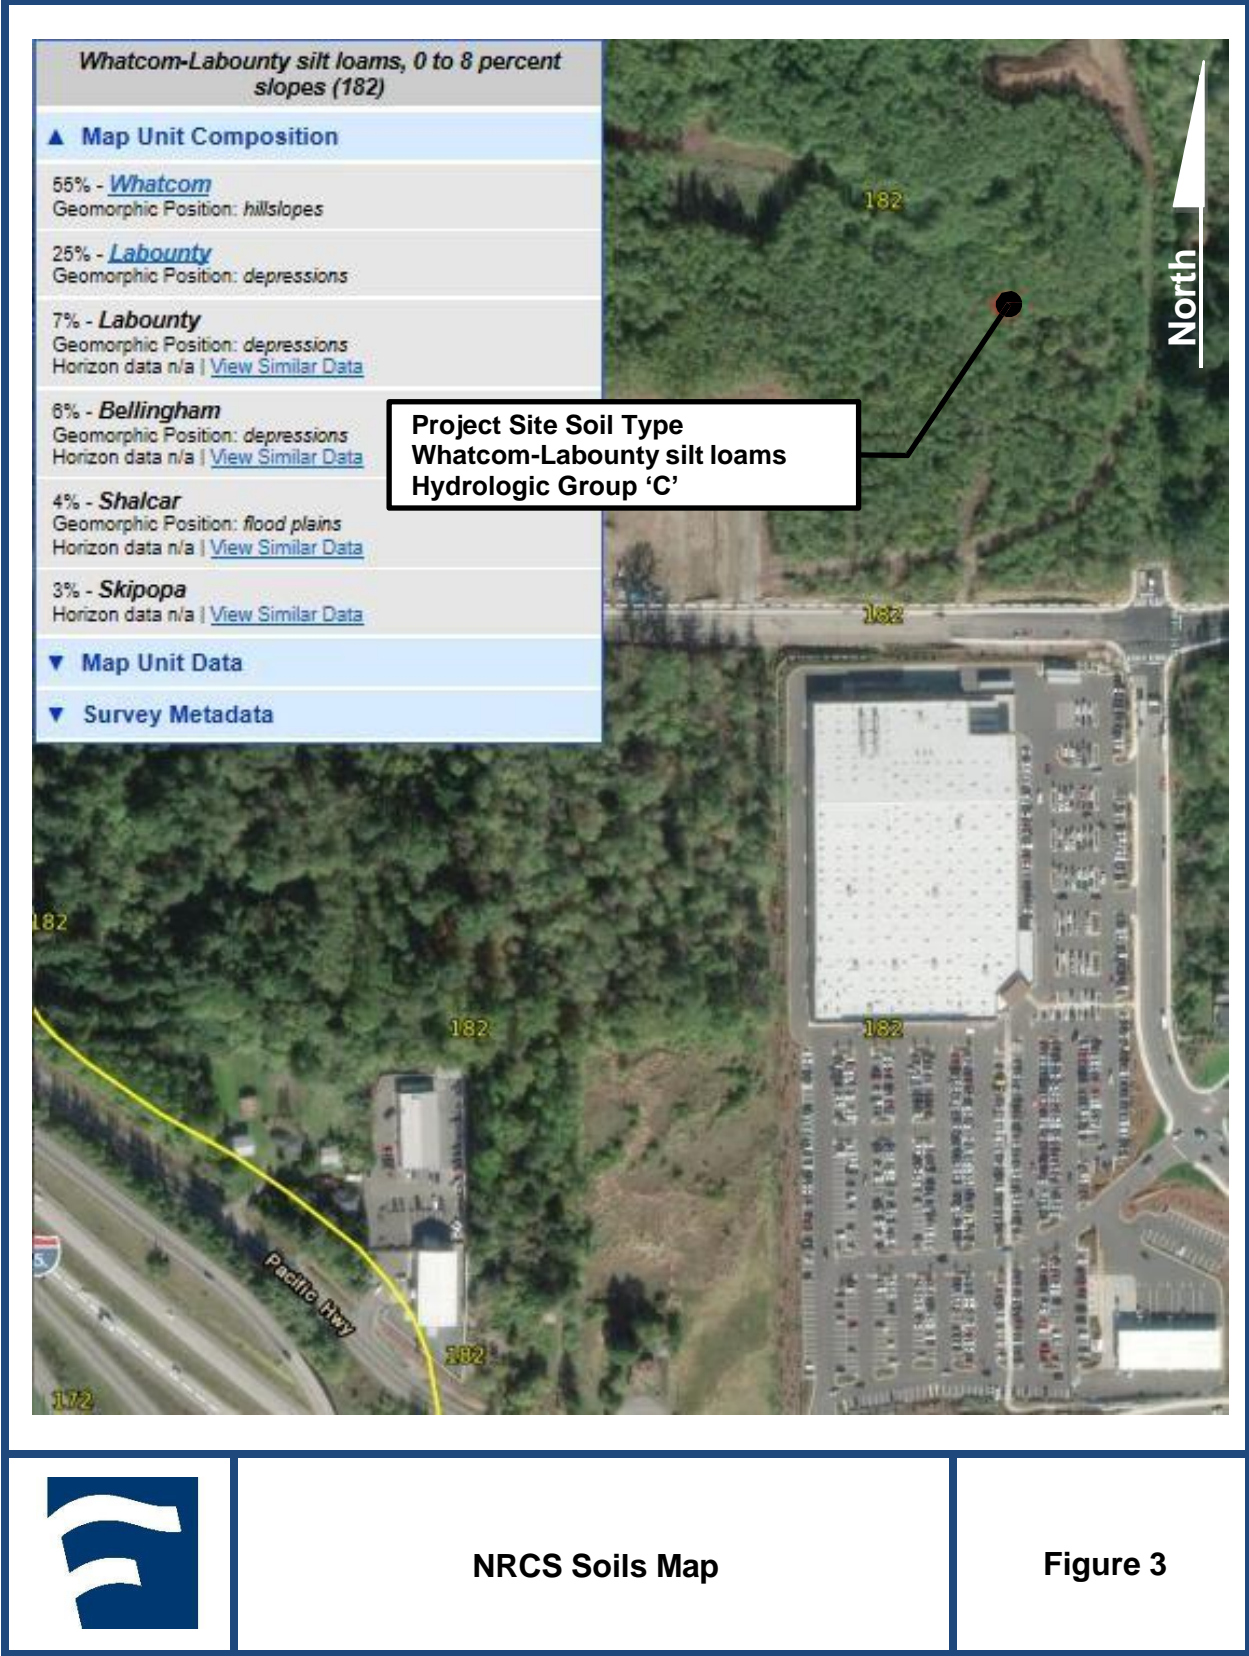 Whatcom-Labounty silt loams, 0 to 8 percent
slopes (182)
▲ Map Unit Composition
55% - Whatcom
Geomorphic Position: hillslopes
25% - Labounty
Geomorphic Position: depressions
7% - Labounty
Geomorphic Position: depressions
Horizon data n/a | View Similar Data
6% - Bellingham
Geomorphic Position: depressions
Horizon data n/a | View Similar Data
4% - Shalcar
Geomorphic Position: flood plains
Horizon data n/a | View Similar Data
3% - Skipopa
Horizon data n/a | View Similar Data
▼ Map Unit Data
▼ Survey Metadata
182
North
Project Site Soil Type
Whatcom-Labounty silt loams
Hydrologic Group ‘C’
182
182
182
182
5
Pacific Hwy
182
172
NRCS Soils Map
Figure 3